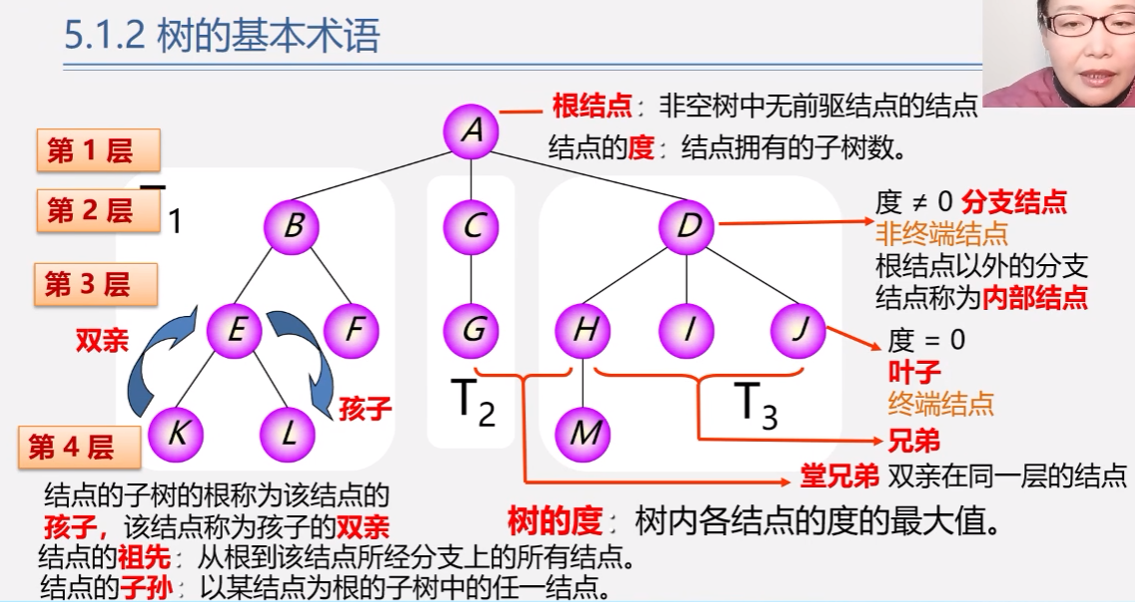 5.1.2 树的基本术语
根结点：非空树中无前驱结点的结点
结点的度：结点拥有的子树数。
A
第 1 层
第 2 层
1
B
C
D
度 ≠ 0 分支结点
非终端结点
根结点以外的分支
结点称为内部结点
第 3 层
双亲
E
F
G
H
I
J
度 = 0
叶子
终端结点
孩子
T2
T3
兄弟
第 4 层
K
L
M
堂兄弟 双亲在同一层的结点
结点的子树的根称为该结点的
孩子，该结点称为孩子的双亲
树的度：树内各结点的度的最大值。
结点的祖先：从根到该结点所经分支上的所有结点。
结点的子孙：以某结点为根的子树中的任一结点。